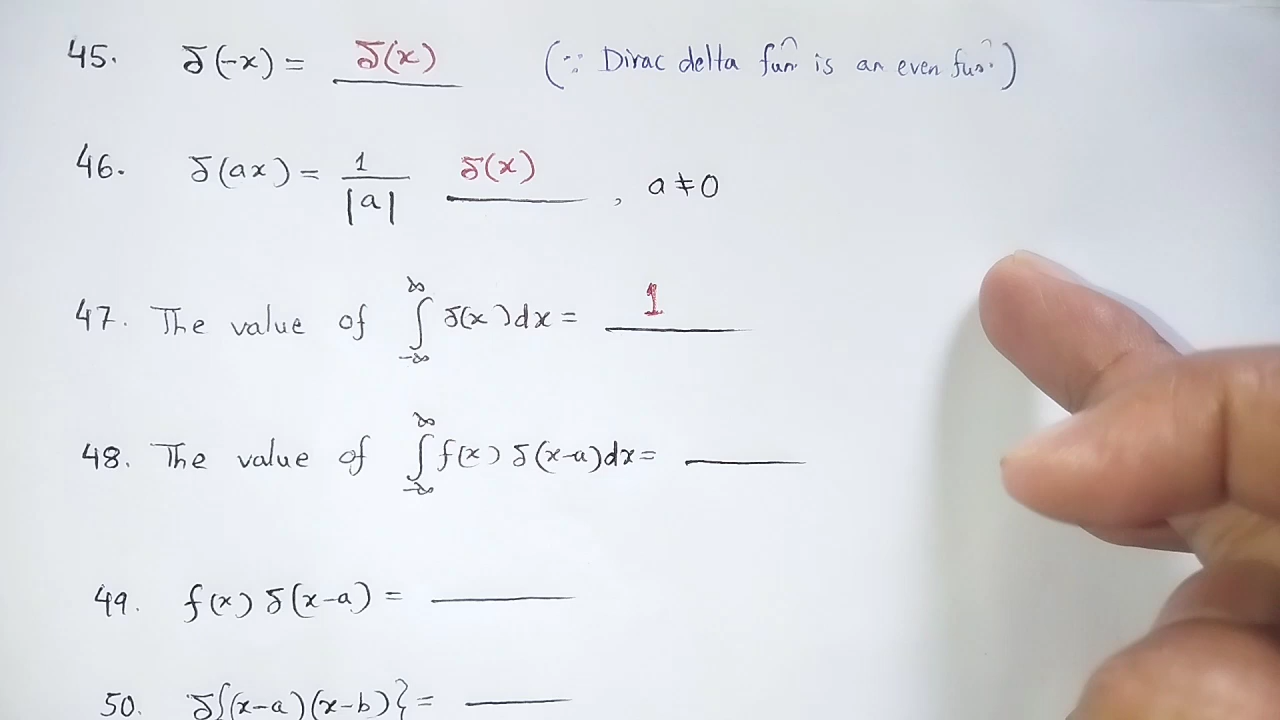 45. δ(-x) = δ(x) (∵ Dirac delta fun. is an even fun.)
46. δ(ax) = 1/|a| δ(x) , a ≠ 0
47. The value of ∫_{-∞}^{∞} δ(x)dx = 1
48. The value of ∫_{-∞}^{∞} f(x) δ(x-a)dx =
49. f(x) δ(x-a) =
50. δ{(x-a)(x-b)} =